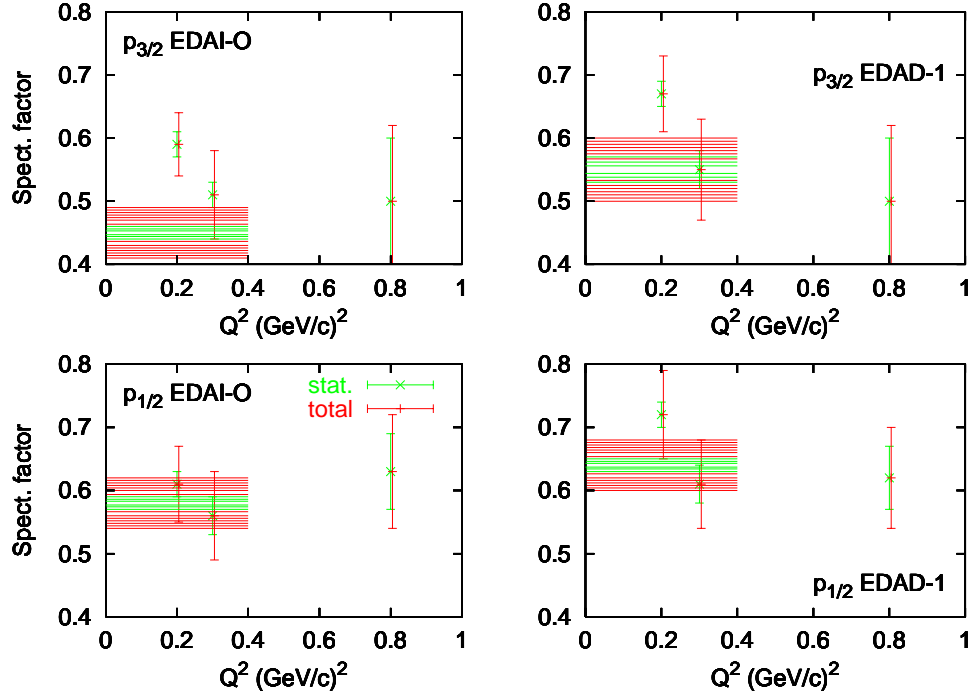 0.8
0.7
0.6
0.5
0.4
Spect. factor
p3/2 EDAI-O
0 0.2 0.4 0.6 0.8 1
Q² (GeV/c)²
0.8
0.7
0.6
0.5
0.4
p3/2 EDAD-1
0 0.2 0.4 0.6 0.8 1
Q² (GeV/c)²
0.8
0.7
0.6
0.5
0.4
Spect. factor
p1/2 EDAI-O
stat.
total
0 0.2 0.4 0.6 0.8 1
Q² (GeV/c)²
0.8
0.7
0.6
0.5
0.4
p1/2 EDAD-1
0 0.2 0.4 0.6 0.8 1
Q² (GeV/c)²